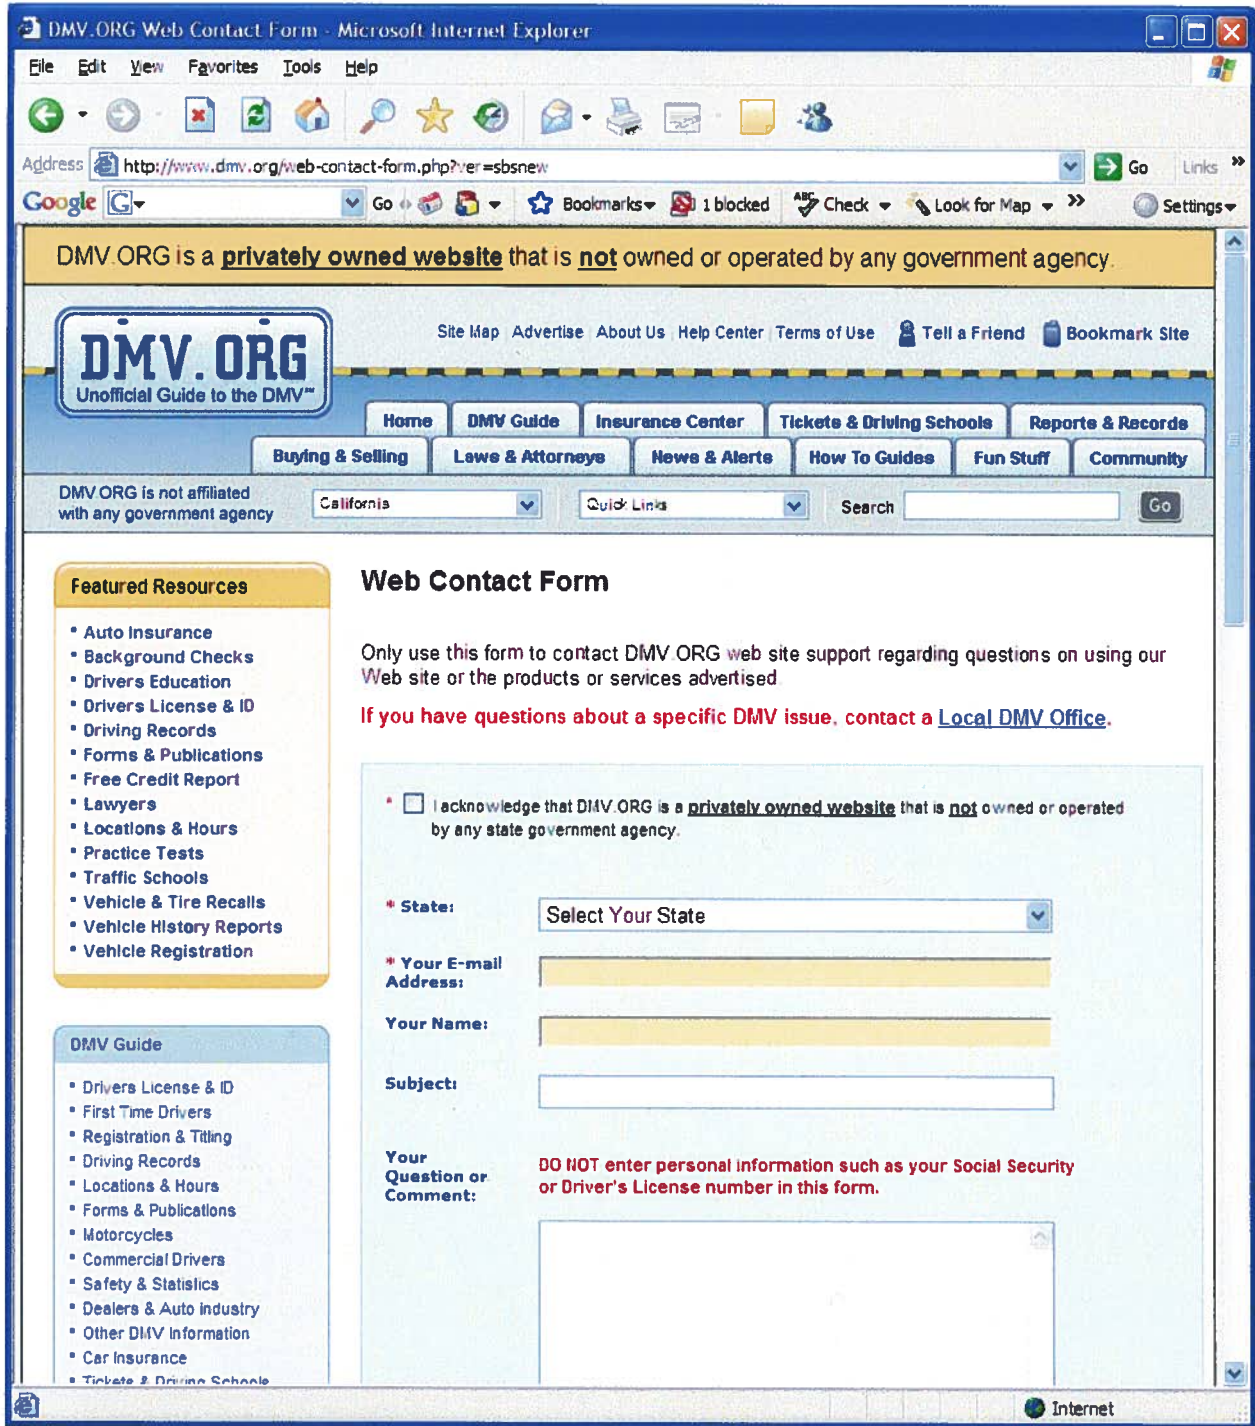 DMV.ORG Web Contact Form - Microsoft Internet Explorer
File Edit View Favorites Tools Help
Address http://www.dmv.org/web-contact-form.php?ver=sbsnew Go Links »
Google G Go Bookmarks 1 blocked ABC Check Look for Map » Settings
DMV.ORG is a privately owned website that is not owned or operated by any government agency.
Site Map Advertise About Us Help Center Terms of Use Tell a Friend Bookmark Site
DMV.ORG
Unofficial Guide to the DMV™
Home DMV Guide Insurance Center Tickets & Driving Schools Reports & Records
Buying & Selling Laws & Attorneys News & Alerts How To Guides Fun Stuff Community
DMV.ORG is not affiliated
with any government agency
California Quick Links Search Go
Featured Resources
• Auto Insurance
• Background Checks
• Drivers Education
• Drivers License & ID
• Driving Records
• Forms & Publications
• Free Credit Report
• Lawyers
• Locations & Hours
• Practice Tests
• Traffic Schools
• Vehicle & Tire Recalls
• Vehicle History Reports
• Vehicle Registration
DMV Guide
• Drivers License & ID
• First Time Drivers
• Registration & Titling
• Driving Records
• Locations & Hours
• Forms & Publications
• Motorcycles
• Commercial Drivers
• Safety & Statistics
• Dealers & Auto Industry
• Other DMV Information
• Car Insurance
• Tickets & Driving Schools
Web Contact Form
Only use this form to contact DMV.ORG web site support regarding questions on using our
Web site or the products or services advertised.
If you have questions about a specific DMV issue, contact a Local DMV Office.
* I acknowledge that DMV.ORG is a privately owned website that is not owned or operated
by any state government agency.
* State: Select Your State
* Your E-mail
Address:
Your Name:
Subject:
Your
Question or
Comment:
DO NOT enter personal information such as your Social Security
or Driver's License number in this form.
Internet